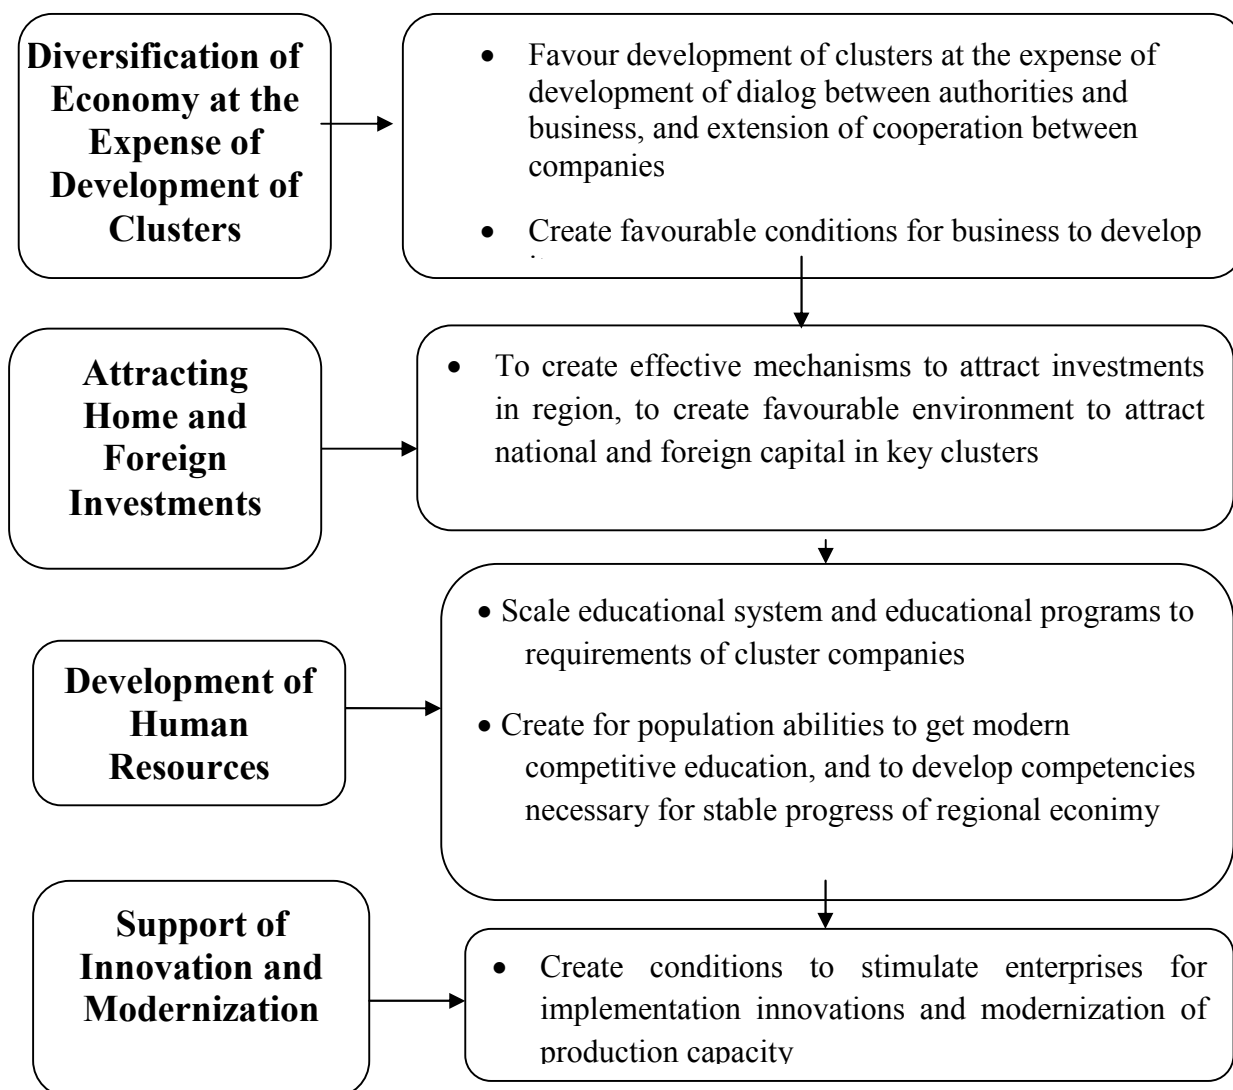 Diversification of
Economy at the
Expense of
Development of
Clusters
• Favour development of clusters at the expense of
development of dialog between authorities and
business, and extension of cooperation between
companies
• Create favourable conditions for business to develop
Attracting
Home and
Foreign
Investments
• To create effective mechanisms to attract investments
in region, to create favourable environment to attract
national and foreign capital in key clusters
Development of
Human
Resources
• Scale educational system and educational programs to
requirements of cluster companies
• Create for population abilities to get modern
competitive education, and to develop competencies
necessary for stable progress of regional econimy
Support of
Innovation and
Modernization
• Create conditions to stimulate enterprises for
implementation innovations and modernization of
production capacity